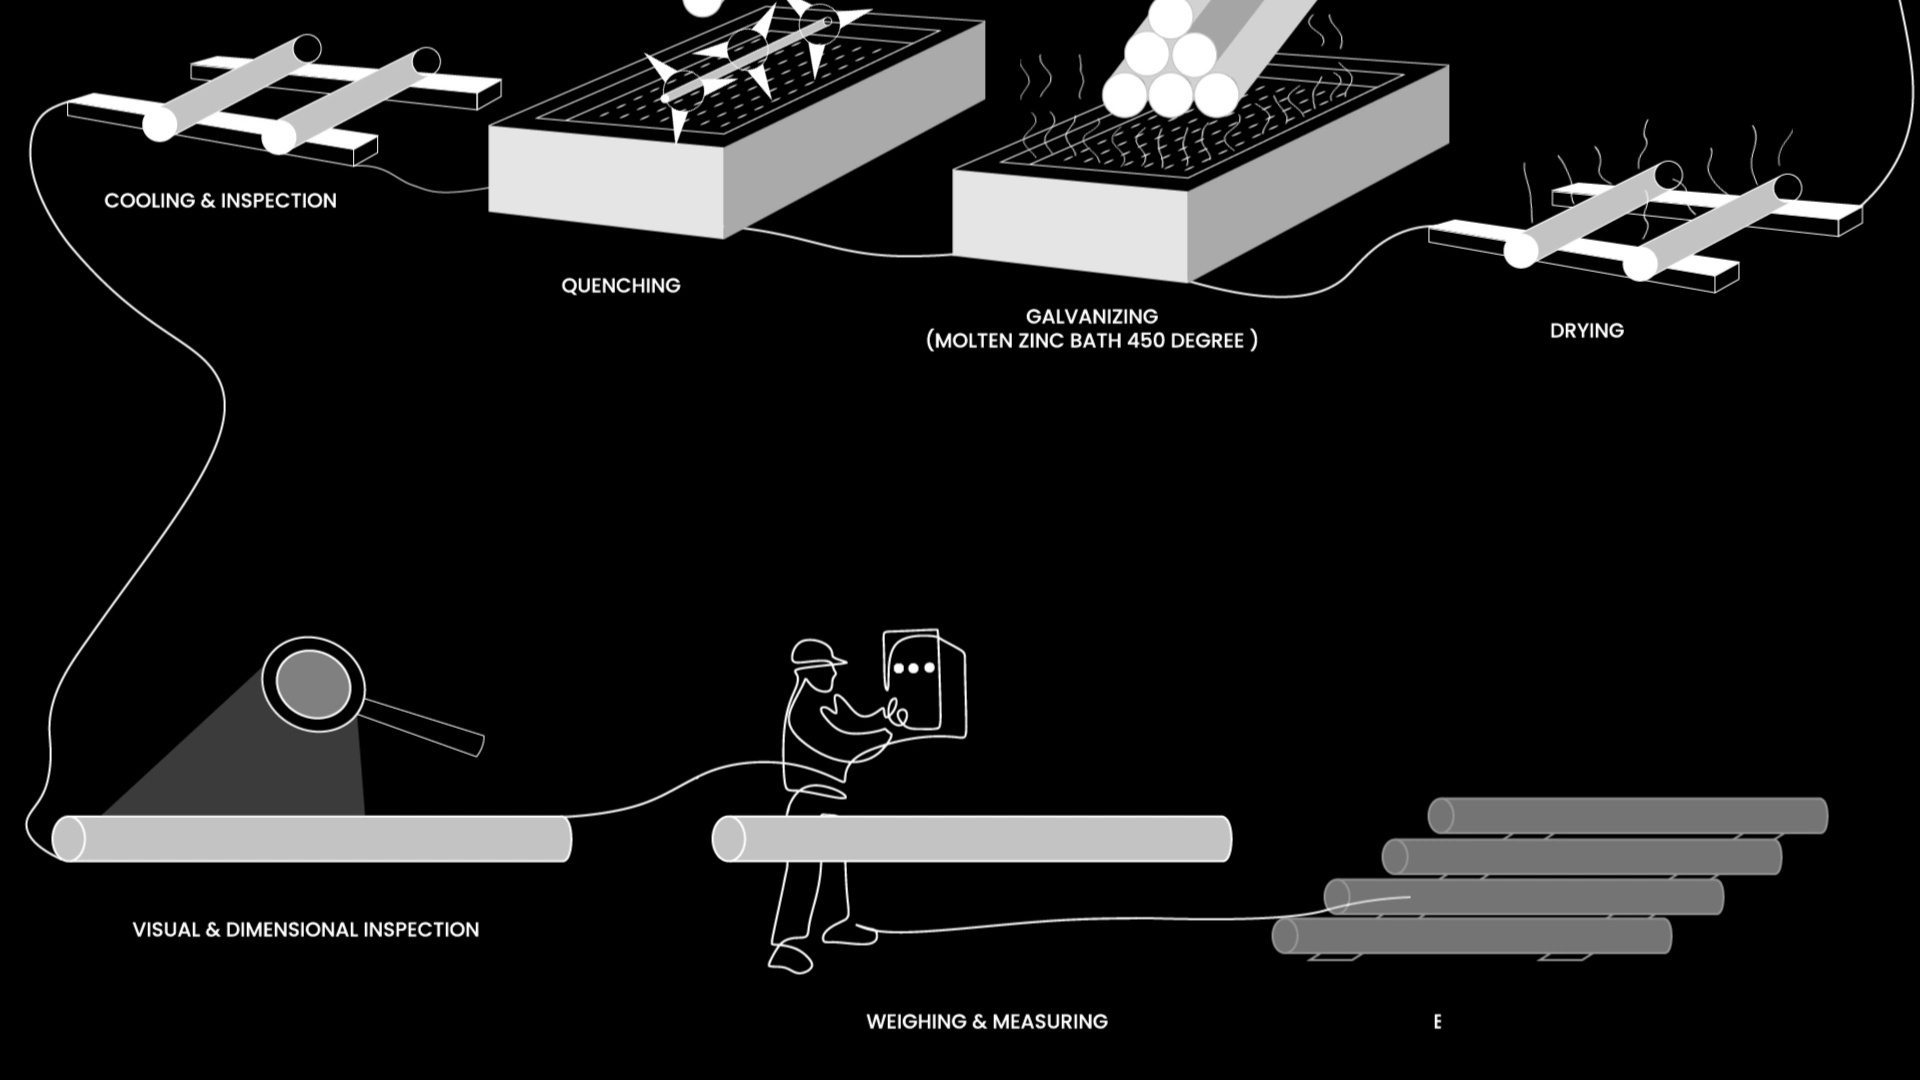 COOLING & INSPECTION
QUENCHING
GALVANIZING
(MOLTEN ZINC BATH 450 DEGREE )
DRYING
VISUAL & DIMENSIONAL INSPECTION
WEIGHING & MEASURING
E